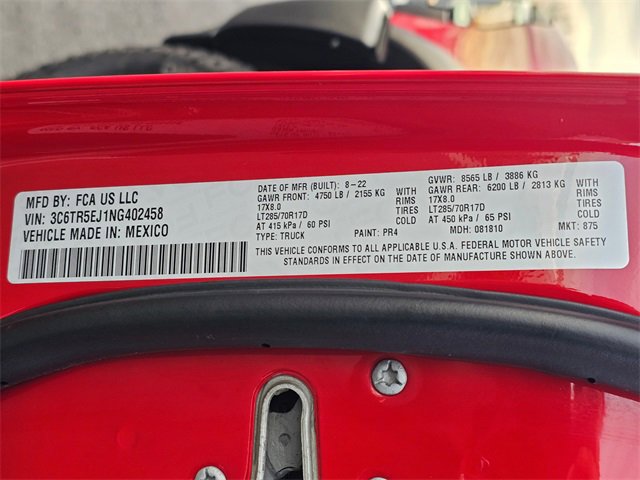 MFD BY: FCA US LLC
VIN: 3C6TR5EJ1NG402458
VEHICLE MADE IN: MEXICO
DATE OF MFR (BUILT): 8-22
GAWR FRONT: 4750 LB / 2155 KG WITH
17X8.0 RIMS
LT285/70R17D TIRES
AT 415 kPa / 60 PSI COLD
TYPE: TRUCK PAINT: PR4
GVWR: 8565 LB / 3886 KG
GAWR REAR: 6200 LB / 2813 KG WITH
17X8.0 RIMS
LT285/70R17D TIRES
AT 450 kPa / 65 PSI COLD
MDH: 081810 MKT: 875
THIS VEHICLE CONFORMS TO ALL APPLICABLE U.S.A. FEDERAL MOTOR VEHICLE SAFETY
STANDARDS IN EFFECT ON THE DATE OF MANUFACTURE SHOWN ABOVE.